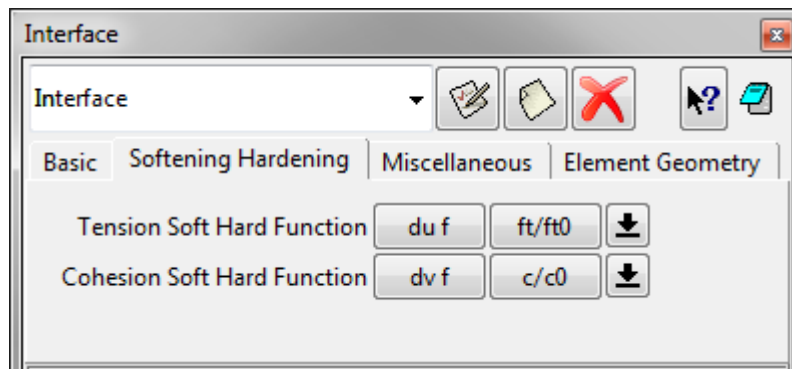 Interface
Interface
?
Basic Softening Hardening Miscellaneous Element Geometry
Tension Soft Hard Function du f ft/ft0
Cohesion Soft Hard Function dv f c/c0